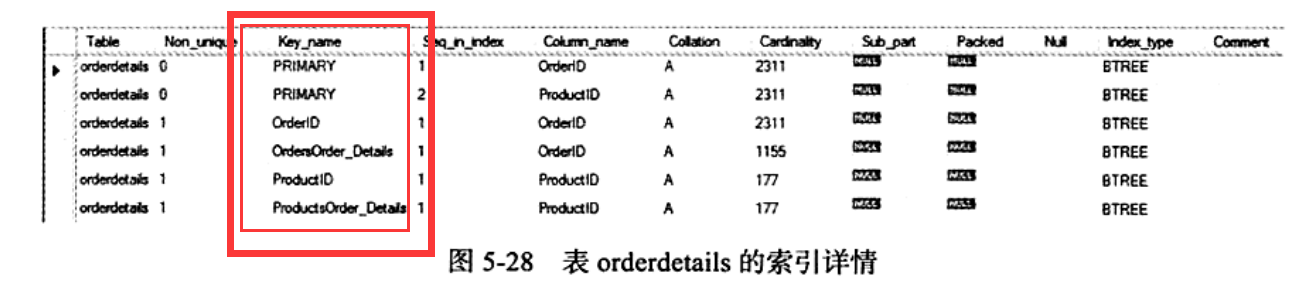 Table Non_unique Key_name Seq_in_index Column_name Collation Cardinality Sub_part Packed Null Index_type Comment
orderdetails 0 PRIMARY 1 OrderID A 2311 NULL NULL BTREE
orderdetails 0 PRIMARY 2 ProductID A 2311 NULL NULL BTREE
orderdetails 1 OrderID 1 OrderID A 2311 NULL NULL BTREE
orderdetails 1 OrdersOrder_Details 1 OrderID A 1155 NULL NULL BTREE
orderdetails 1 ProductID 1 ProductID A 177 NULL NULL BTREE
orderdetails 1 ProductsOrder_Details 1 ProductID A 177 NULL NULL BTREE
图 5-28 表 orderdetails 的索引详情